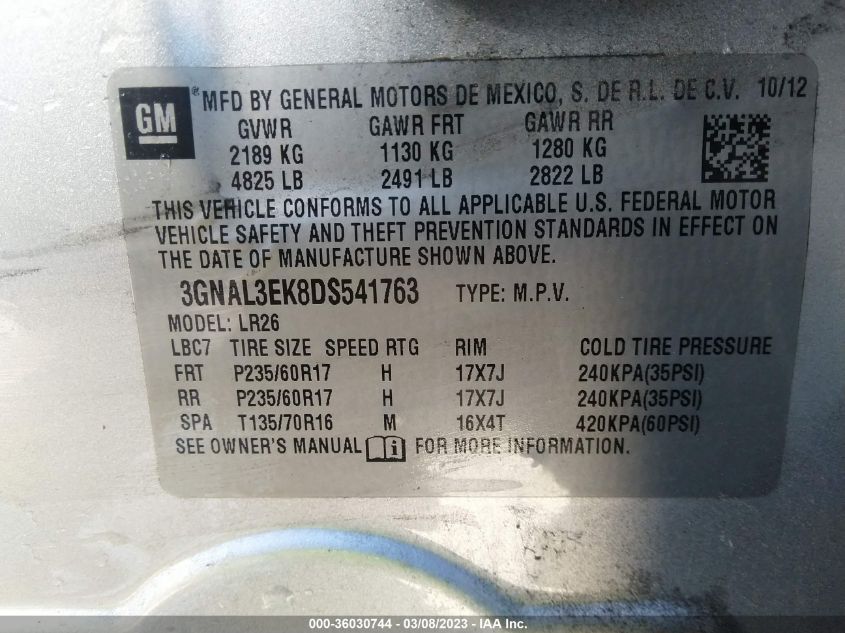 GM ® MFD BY GENERAL MOTORS DE MEXICO, S. DE R.L. DE C.V. 10/12
GVWR GAWR FRT GAWR RR
2189 KG 1130 KG 1280 KG
4825 LB 2491 LB 2822 LB
THIS VEHICLE CONFORMS TO ALL APPLICABLE U.S. FEDERAL MOTOR
VEHICLE SAFETY AND THEFT PREVENTION STANDARDS IN EFFECT ON
THE DATE OF MANUFACTURE SHOWN ABOVE.
3GNAL3EK8DS541763 TYPE: M.P.V.
MODEL: LR26
LBC7 TIRE SIZE SPEED RTG RIM COLD TIRE PRESSURE
FRT P235/60R17 H 17X7J 240KPA(35PSI)
RR P235/60R17 H 17X7J 240KPA(35PSI)
SPA T135/70R16 M 16X4T 420KPA(60PSI)
SEE OWNER'S MANUAL i FOR MORE INFORMATION.
000-36030744 - 03/08/2023 - IAA Inc.